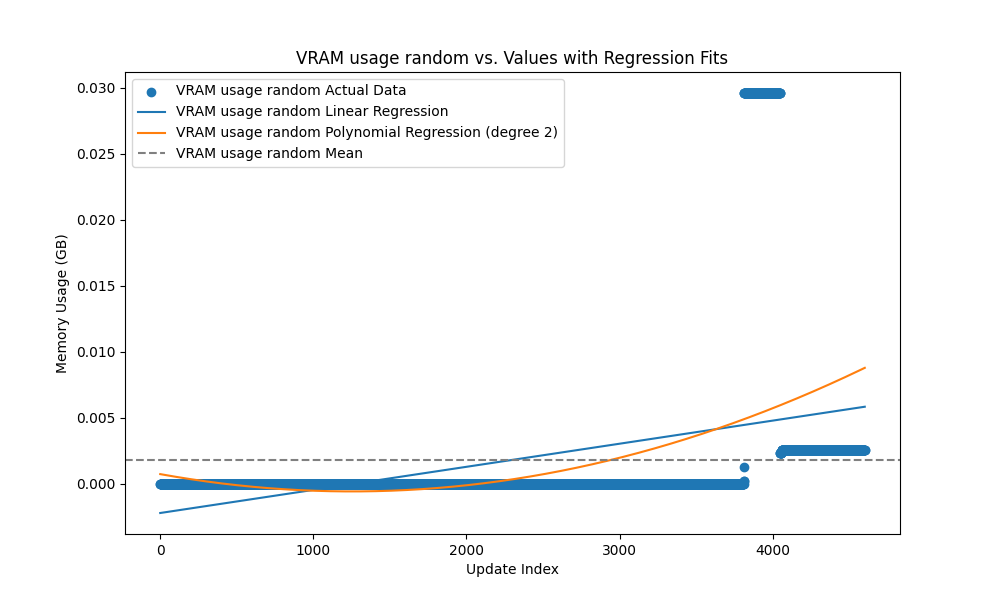 VRAM usage random vs. Values with Regression Fits
VRAM usage random Actual Data
VRAM usage random Linear Regression
VRAM usage random Polynomial Regression (degree 2)
VRAM usage random Mean
Memory Usage (GB)
0.030
0.025
0.020
0.015
0.010
0.005
0.000
0 1000 2000 3000 4000
Update Index